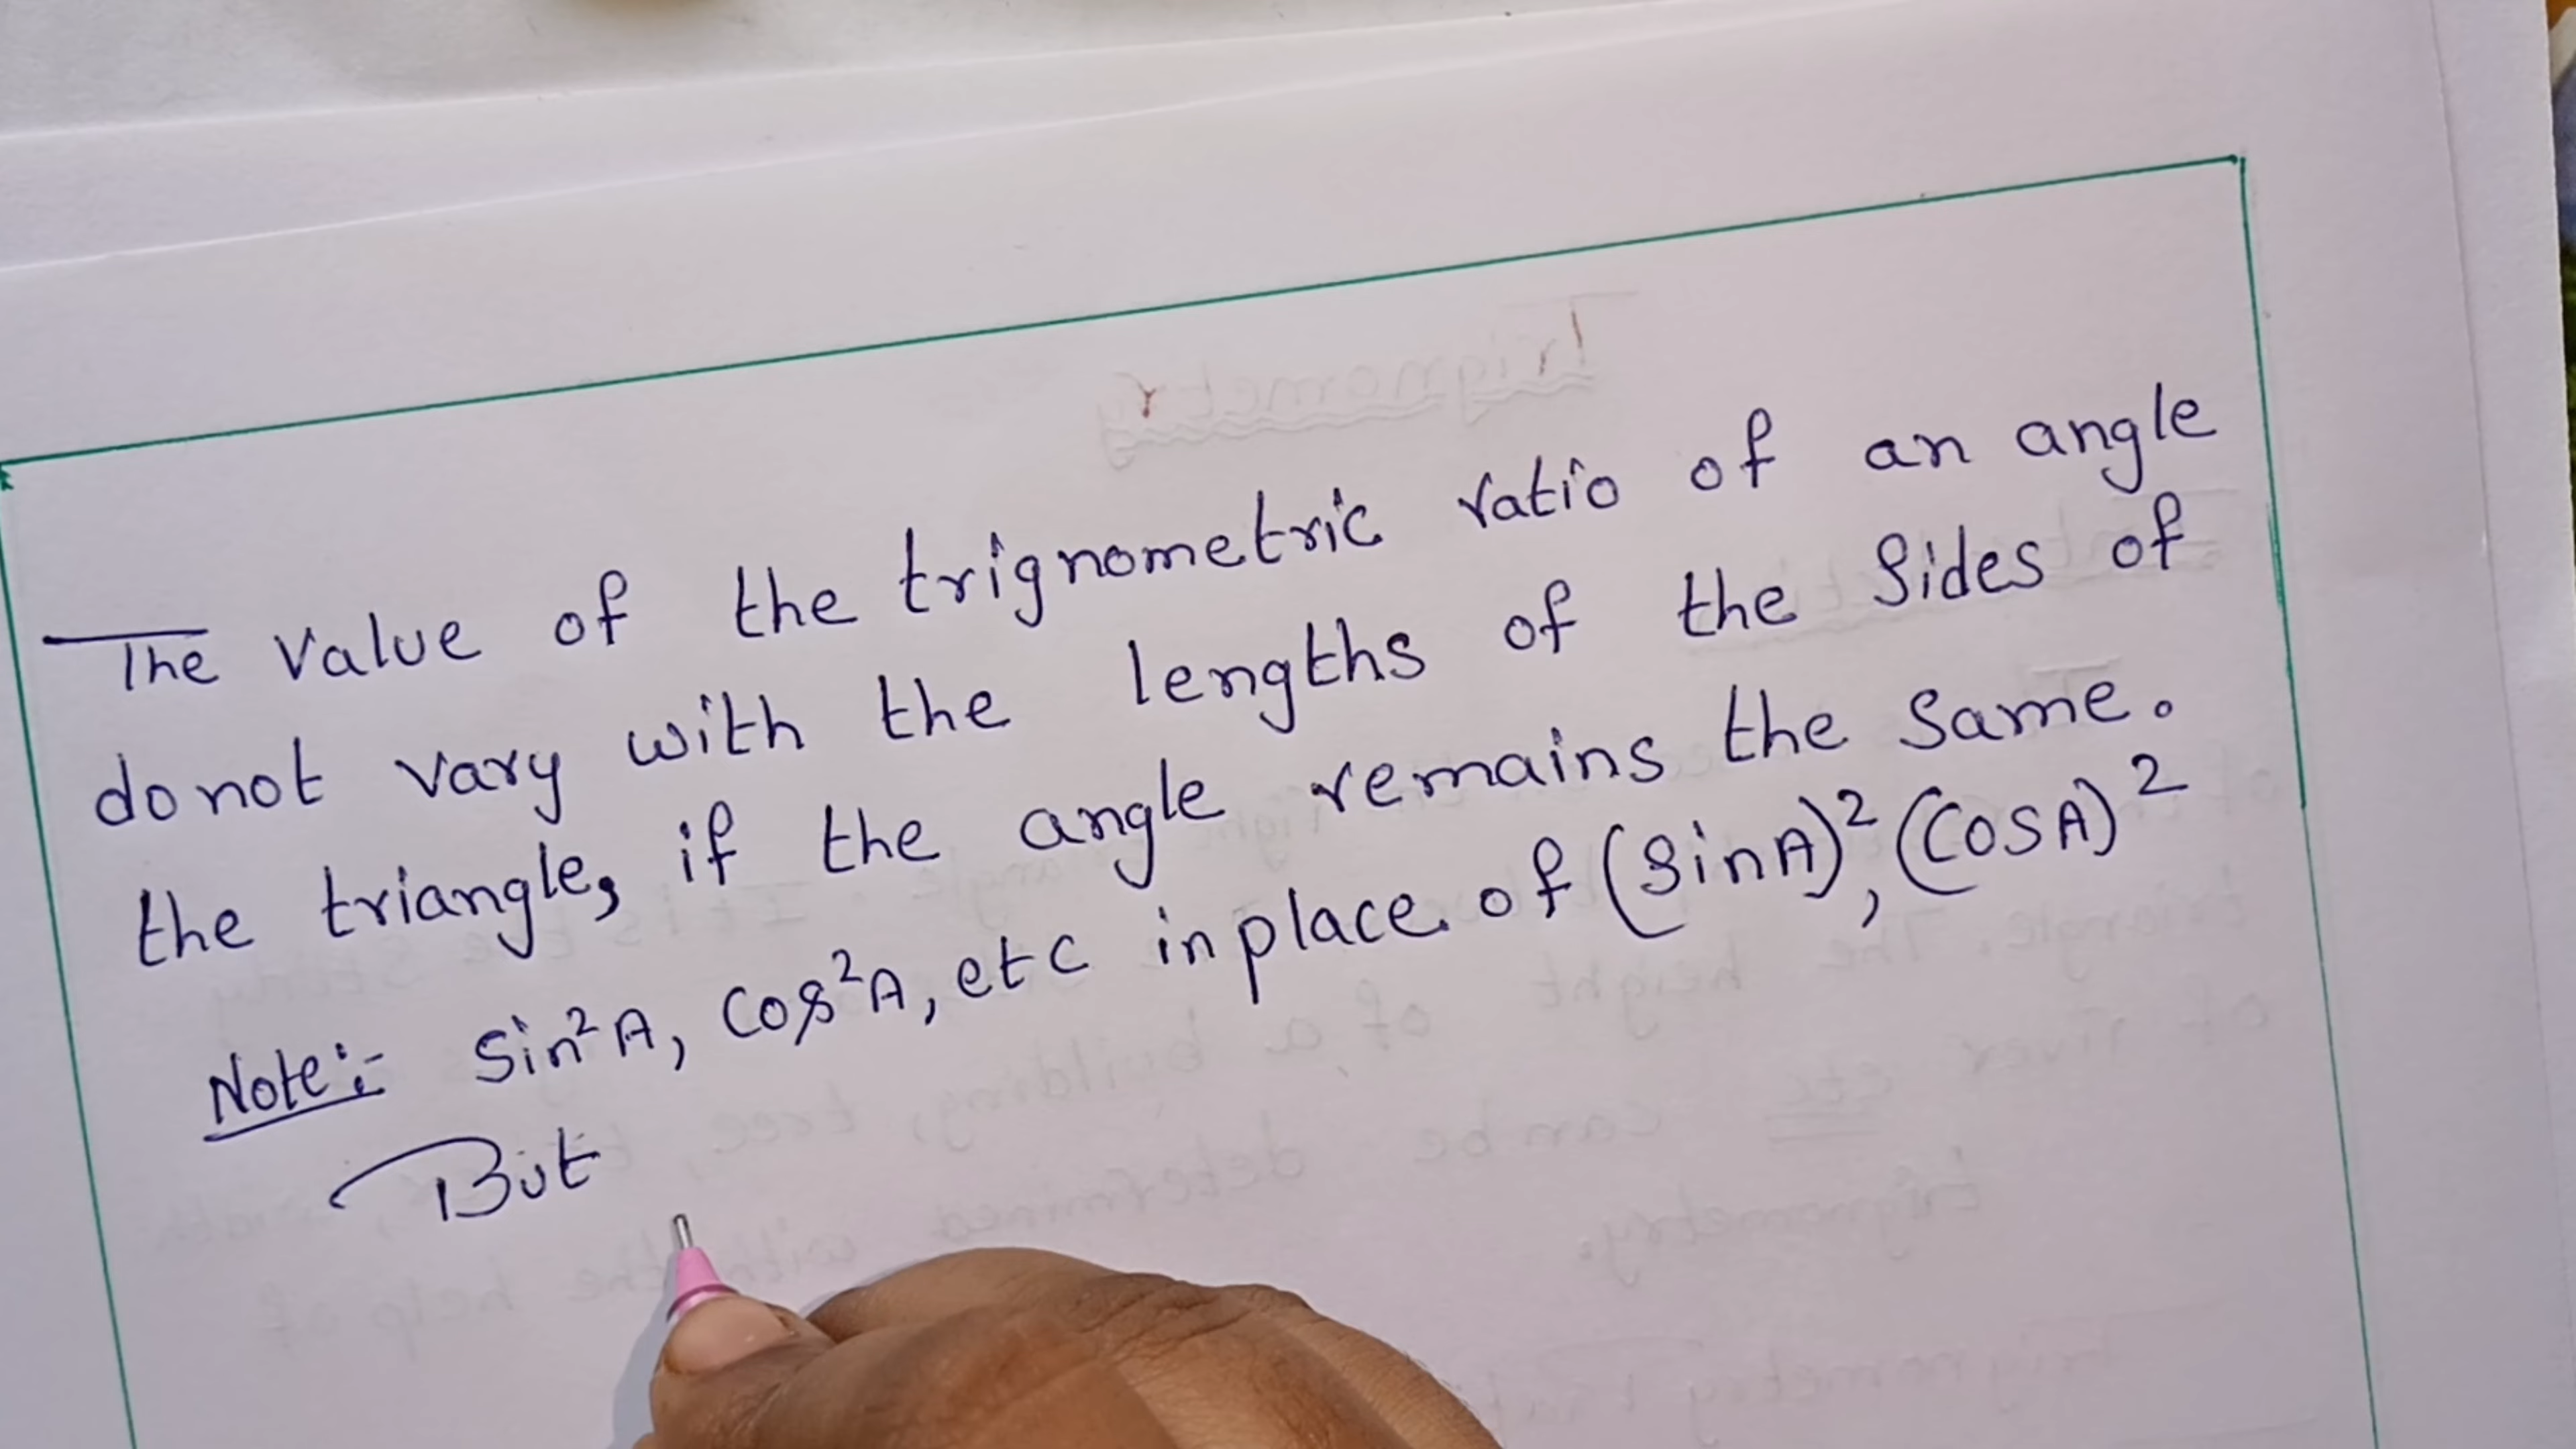 The Value of the trignometric ratio of an angle
do not vary with the lengths of the Sides of
the triangle, if the angle remains the same.
Note:- Sin²A, Cos²A, etc in place of (SinA)², (CosA)²
But